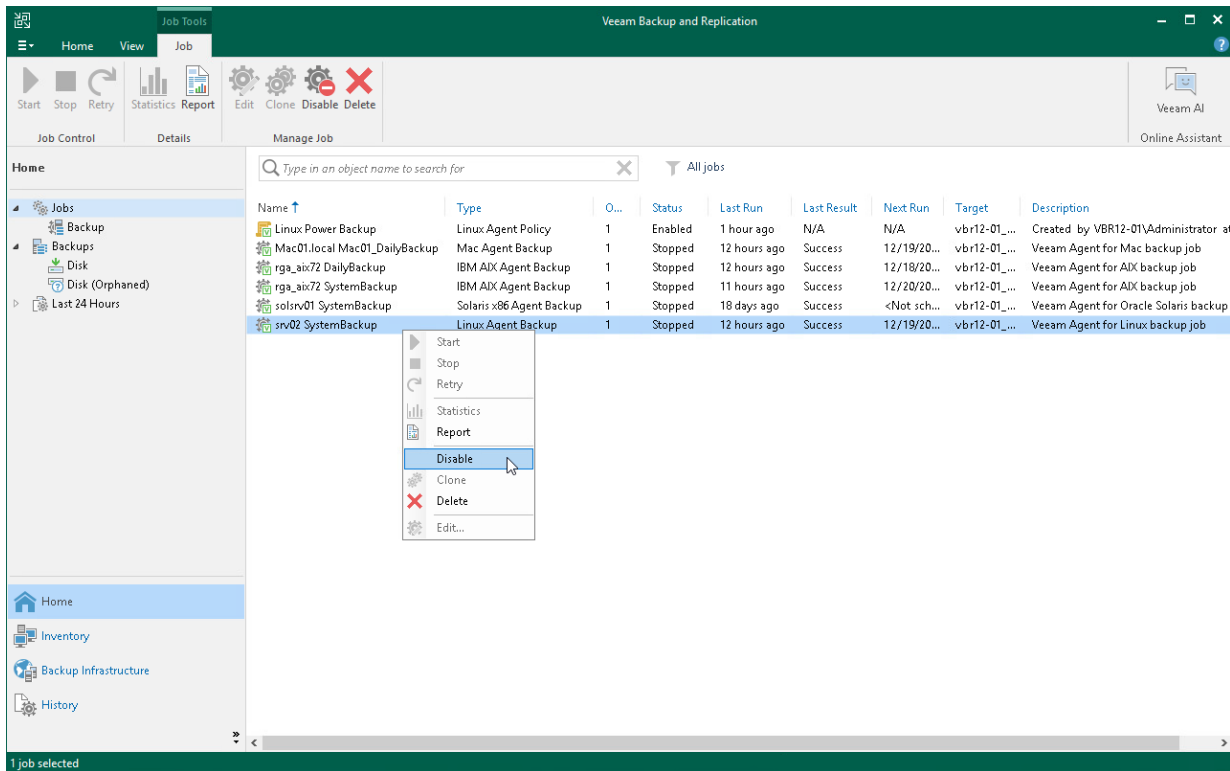 Job Tools
Veeam Backup and Replication
Home View Job
Start Stop Retry Statistics Report Edit Clone Disable Delete
Veeam AI
Job Control Details Manage Job Online Assistant
Home
Type in an object name to search for
All jobs
Jobs
Backup
Backups
Disk
Disk (Orphaned)
Last 24 Hours
Name Type O... Status Last Run Last Result Next Run Target Description
Linux Power Backup Linux Agent Policy 1 Enabled 1 hour ago N/A N/A vbr12-01_... Created by VBR12-01\Administrator at
Mac01.local Mac01_DailyBackup Mac Agent Backup 1 Stopped 12 hours ago Success 12/19/20... vbr12-01_... Veeam Agent for Mac backup job
rga_aix72 DailyBackup IBM AIX Agent Backup 1 Stopped 12 hours ago Success 12/18/20... vbr12-01_... Veeam Agent for AIX backup job
rga_aix72 SystemBackup IBM AIX Agent Backup 1 Stopped 11 hours ago Success 12/20/20... vbr12-01_... Veeam Agent for AIX backup job
solsrv01 SystemBackup Solaris x86 Agent Backup 1 Stopped 18 days ago Success <Not sch... vbr12-01_... Veeam Agent for Oracle Solaris backup
srv02 SystemBackup Linux Agent Backup 1 Stopped 12 hours ago Success 12/19/20... vbr12-01_... Veeam Agent for Linux backup job
Start
Stop
Retry
Statistics
Report
Disable
Clone
Delete
Edit...
Home
Inventory
Backup Infrastructure
History
1 job selected